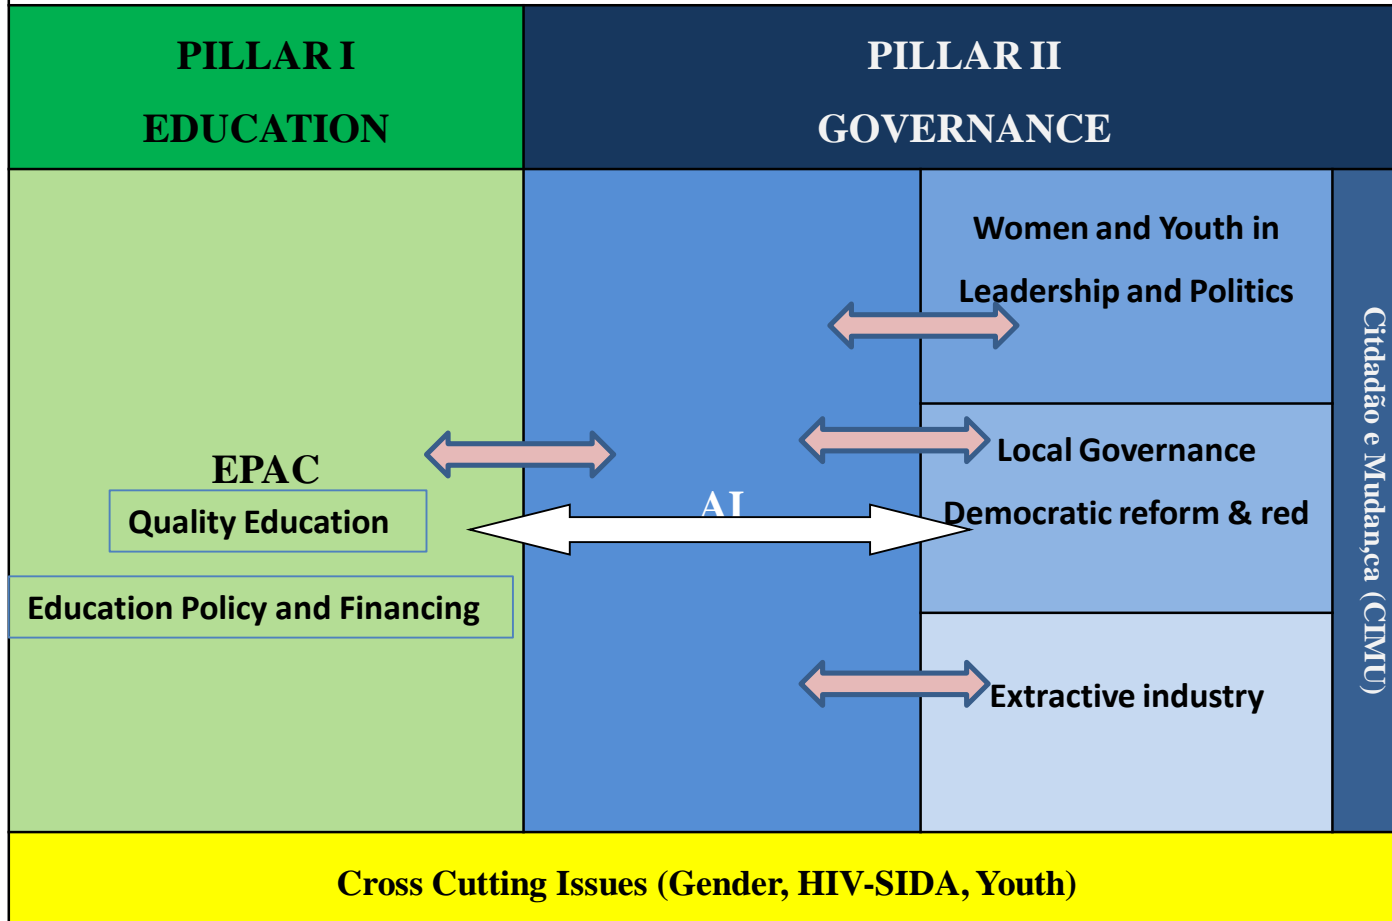 PILLAR I
EDUCATION
PILLAR II
GOVERNANCE
EPAC
Quality Education
Education Policy and Financing
AI
Women and Youth in
Leadership and Politics
Local Governance
Democratic reform & red
Extractive industry
Citdadão e Mudan,ca (CIMU)
Cross Cutting Issues (Gender, HIV-SIDA, Youth)